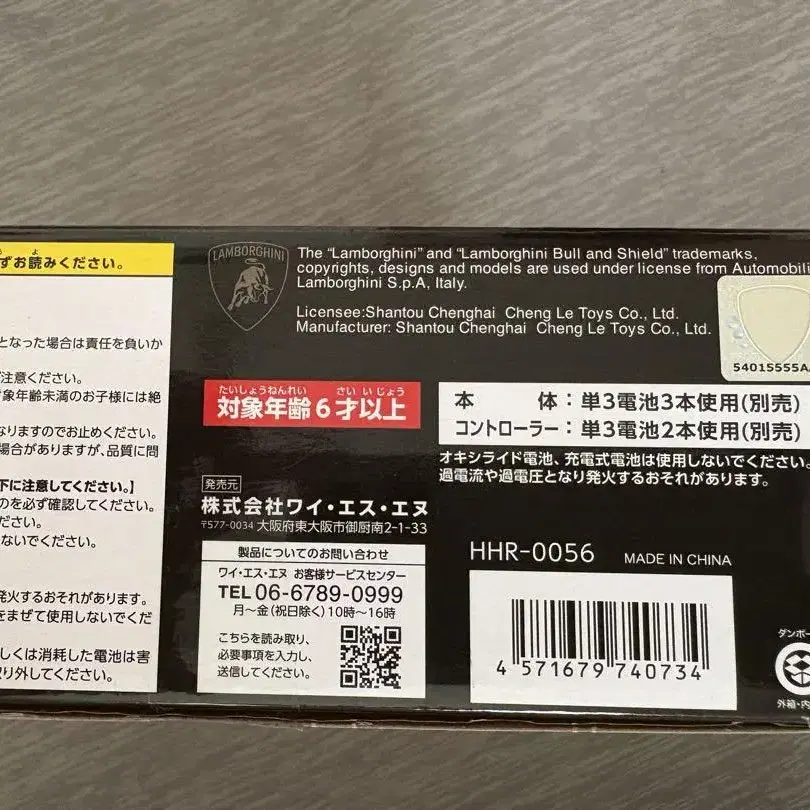 ずお読みください。
となった場合は責任を負いか
注意ください。
象年齢未満のお子様には絶
なりますのでお止めください。
場合がありますが、品質に問
下に注意してください。】
のを必ず確認してください。
ださい。
ないでください。
発火するおそれがあります。
をまぜて使用しないでくだ
しくは消耗した電池は害
取り外してください。
LAMBORGHINI
The "Lamborghini" and "Lamborghini Bull and Shield" trademarks,
copyrights, designs and models are used under license from Automobili
Lamborghini S.p.A, Italy.
Licensee:Shantou Chenghai Cheng Le Toys Co., Ltd.
Manufacturer: Shantou Chenghai Cheng Le Toys Co., Ltd.
54015555A
たいしょうねんれい さい いじょう
対象年齢6才以上
本 体:単3電池3本使用(別売)
コントローラー:単3電池2本使用(別売)
オキシライド電池、充電式電池は使用しないでください。
過電流や過電圧となり発火するおそれがあります。
発売元
株式会社ワイ・エス・エヌ
〒577-0034 大阪府東大阪市御厨南2-1-33
製品についてのお問い合わせ
ワイ・エス・エヌ お客様サービスセンター
TEL 06-6789-0999
月〜金(祝日除く)10時〜16時
こちらを読み取り、
必要事項を入力し、
送信してください。
HHR-0056 MADE IN CHINA
4 571679 740734
ダンボー
外箱・内